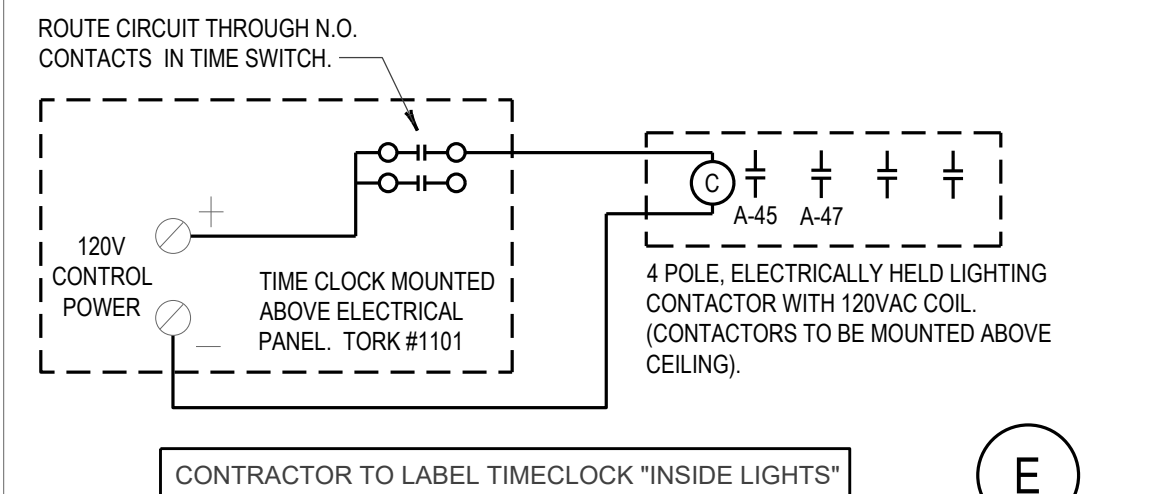 ROUTE CIRCUIT THROUGH N.O.
CONTACTS IN TIME SWITCH.
120V
CONTROL
POWER
+
—
TIME CLOCK MOUNTED
ABOVE ELECTRICAL
PANEL. TORK #1101
C
A-45 A-47
4 POLE, ELECTRICALLY HELD LIGHTING
CONTACTOR WITH 120VAC COIL.
(CONTACTORS TO BE MOUNTED ABOVE
CEILING).
CONTRACTOR TO LABEL TIMECLOCK "INSIDE LIGHTS"
E